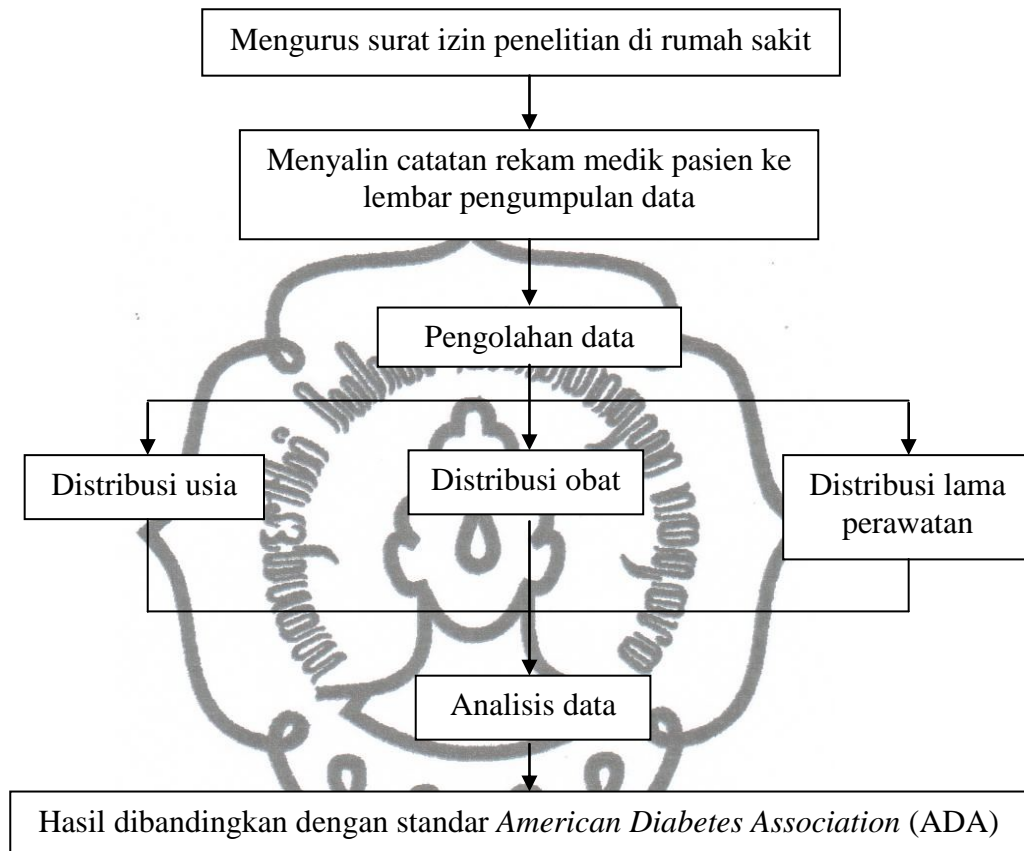 Mengurus surat izin penelitian di rumah sakit
Menyalin catatan rekam medik pasien ke
lembar pengumpulan data
Pengolahan data
Distribusi usia
Distribusi obat
Distribusi lama
perawatan
Analisis data
Hasil dibandingkan dengan standar American Diabetes Association (ADA)